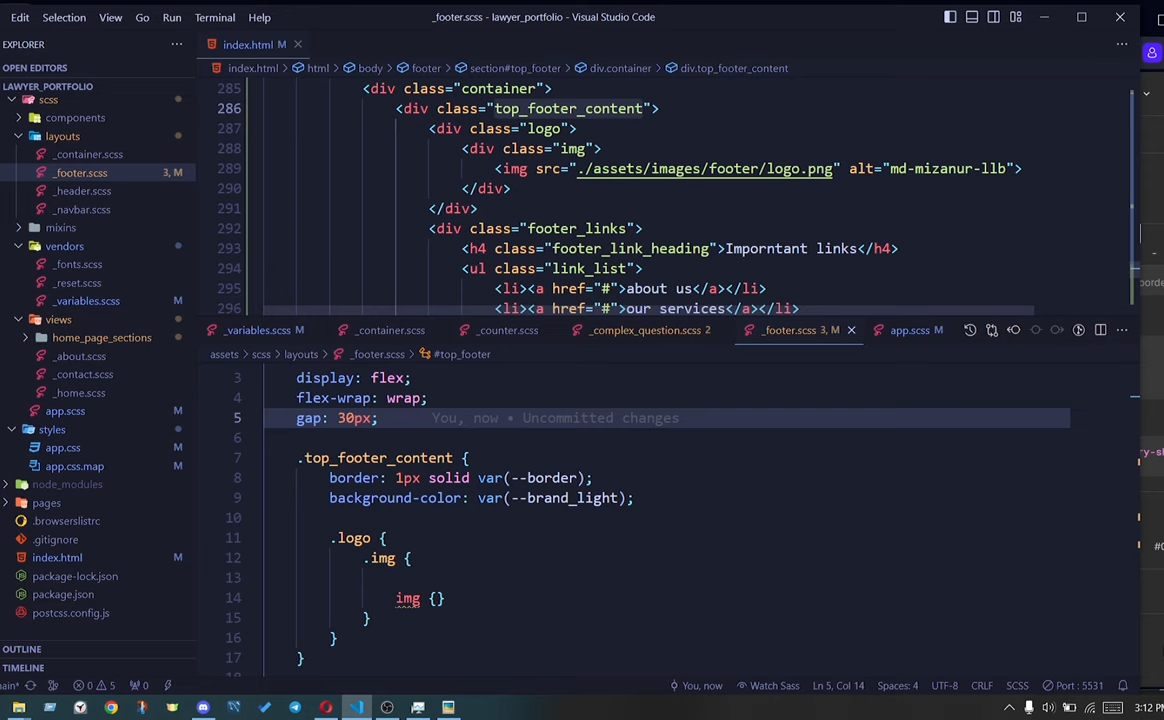 Edit Selection View Go Run Terminal Help
_footer.scss - lawyer_portfolio - Visual Studio Code
EXPLORER
OPEN EDITORS
LAWYER_PORTFOLIO
scss
components
layouts
_container.scss
_footer.scss 3, M
_header.scss
_navbar.scss
mixins
vendors
_fonts.scss
_reset.scss
_variables.scss M
views
home_page_sections
_about.scss
_contact.scss
_home.scss
app.scss M
styles
app.css M
app.css.map M
node_modules
pages
.browserslistrc
.gitignore
index.html M
package-lock.json
package.json
postcss.config.js
OUTLINE
TIMELINE
index.html M
index.html > html > body > footer > section#top_footer > div.container > div.top_footer_content
285 <div class="container">
286 <div class="top_footer_content">
287 <div class="logo">
288 <div class="img">
289 <img src="./assets/images/footer/logo.png" alt="md-mizanur-llb">
290 </div>
291 </div>
292 <div class="footer_links">
293 <h4 class="footer_link_heading">Imporntant links</h4>
294 <ul class="link_list">
295 <li><a href="#">about us</a></li>
296 <li><a href="#">our services</a></li>
_variables.scss M _container.scss _counter.scss _complex_question.scss 2 _footer.scss 3, M app.scss M
assets > scss > layouts > _footer.scss > #top_footer
3 display: flex;
4 flex-wrap: wrap;
5 gap: 30px; You, now • Uncommitted changes
6
7 .top_footer_content {
8 border: 1px solid var(--border);
9 background-color: var(--brand_light);
10
11 .logo {
12 .img {
13
14 img {}
15 }
16 }
17 }
main* 0 5 0 You, now Watch Sass Ln 5, Col 14 Spaces: 4 UTF-8 CRLF SCSS Port : 5531
3:12 PM